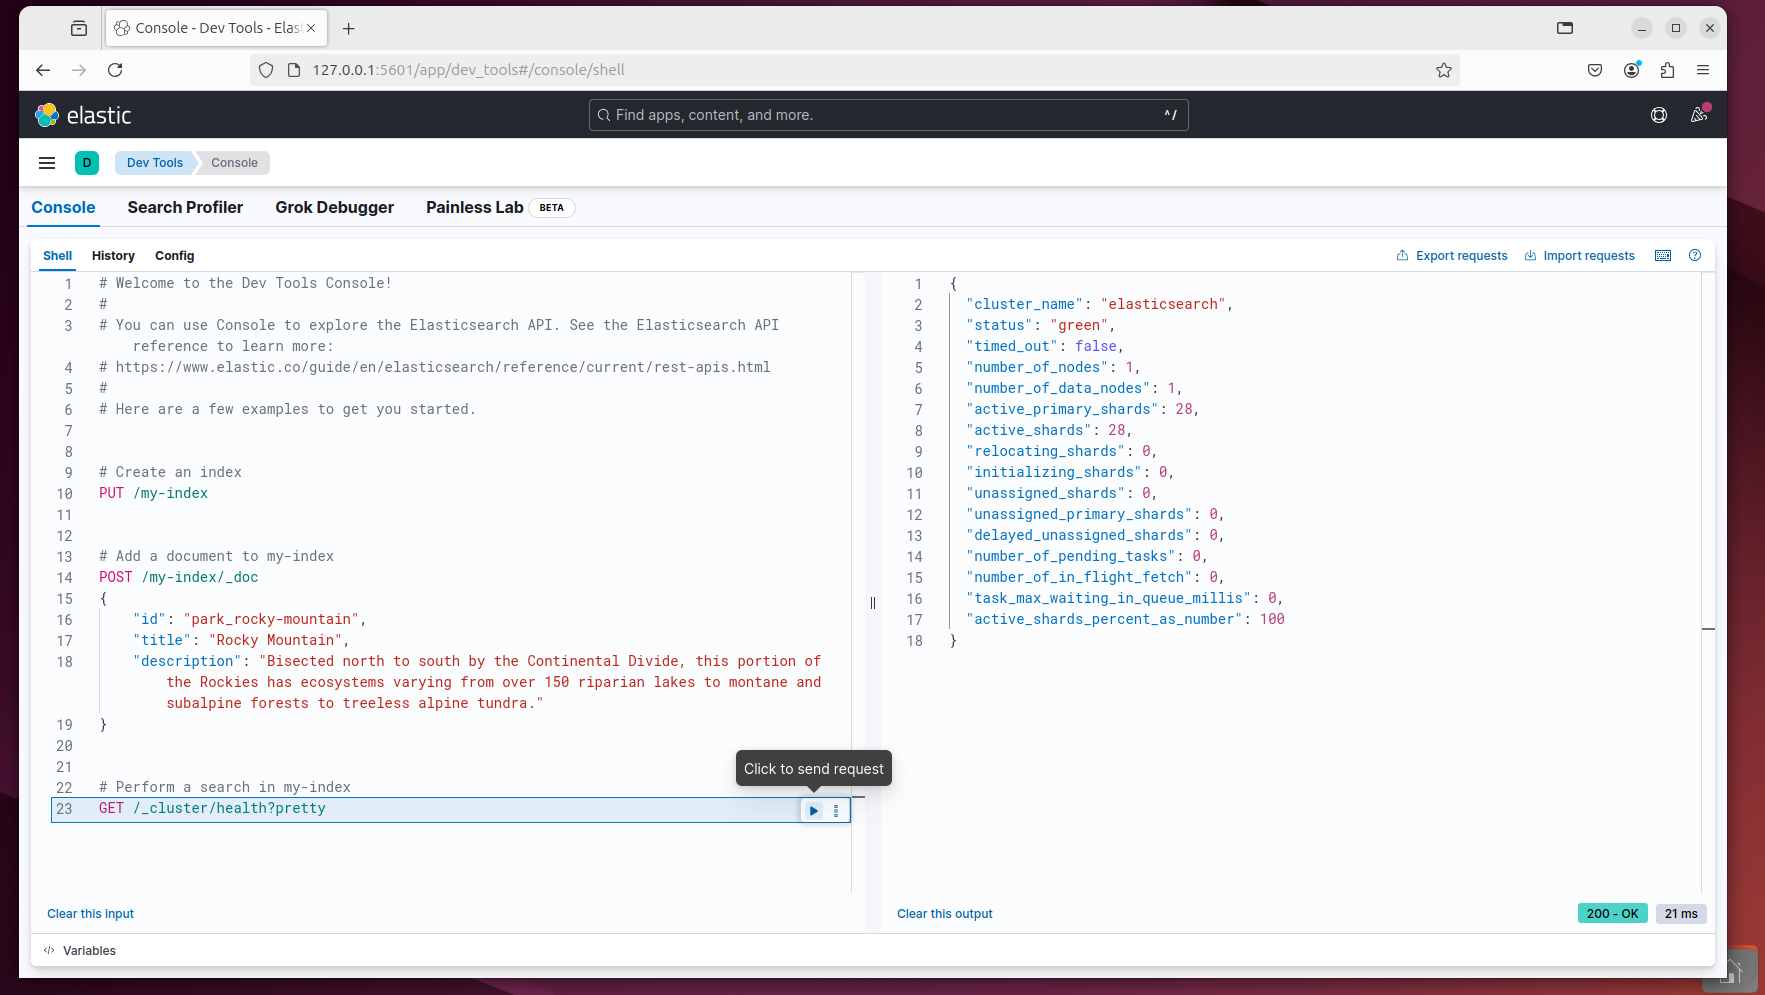 Console - Dev Tools - Elas
127.0.0.1:5601/app/dev_tools#/console/shell
elastic
Find apps, content, and more.
^/
D
Dev Tools
Console
Console
Search Profiler
Grok Debugger
Painless Lab
BETA
Shell
History
Config
Export requests
Import requests
1 # Welcome to the Dev Tools Console!
2 #
3 # You can use Console to explore the Elasticsearch API. See the Elasticsearch API
reference to learn more:
4 # https://www.elastic.co/guide/en/elasticsearch/reference/current/rest-apis.html
5 #
6 # Here are a few examples to get you started.
7
8
9 # Create an index
10 PUT /my-index
11
12
13 # Add a document to my-index
14 POST /my-index/_doc
15 {
16 "id": "park_rocky-mountain",
17 "title": "Rocky Mountain",
18 "description": "Bisected north to south by the Continental Divide, this portion of
the Rockies has ecosystems varying from over 150 riparian lakes to montane and
subalpine forests to treeless alpine tundra."
19 }
20
21
22 # Perform a search in my-index
23 GET /_cluster/health?pretty
Click to send request
1 {
2 "cluster_name": "elasticsearch",
3 "status": "green",
4 "timed_out": false,
5 "number_of_nodes": 1,
6 "number_of_data_nodes": 1,
7 "active_primary_shards": 28,
8 "active_shards": 28,
9 "relocating_shards": 0,
10 "initializing_shards": 0,
11 "unassigned_shards": 0,
12 "unassigned_primary_shards": 0,
13 "delayed_unassigned_shards": 0,
14 "number_of_pending_tasks": 0,
15 "number_of_in_flight_fetch": 0,
16 "task_max_waiting_in_queue_millis": 0,
17 "active_shards_percent_as_number": 100
18 }
Clear this input
Clear this output
200 - OK
21 ms
Variables